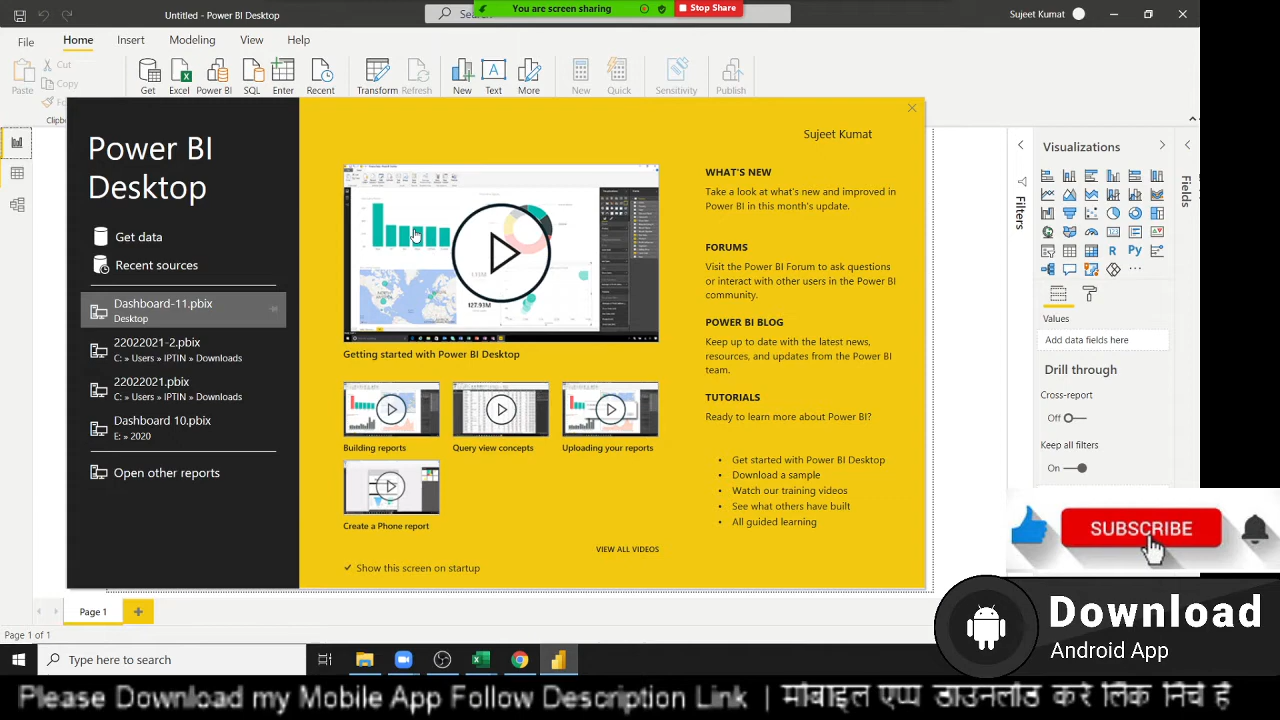 Untitled - Power BI Desktop
You are screen sharing
Stop Share
Sujeet Kumat
File
Home
Insert
Modeling
View
Help
Paste
Cut
Copy
Get
Excel
Power BI
SQL
Enter
Recent
Transform
Refresh
New
Text
More
New
Quick
Sensitivity
Publish
Power BI
Desktop
Get data
Recent sources
Dashboard-11.pbix
Desktop
20222021-2.pbix
C: » Users » IPTIN » Downloads
20222021.pbix
C: » Users » IPTIN » Downloads
Dashboard 10.pbix
E: » 2020
Open other reports
Sujeet Kumat
Getting started with Power BI Desktop
Building reports
Query view concepts
Uploading your reports
Create a Phone report
VIEW ALL VIDEOS
Show this screen on startup
WHAT'S NEW
Take a look at what's new and improved in
Power BI in this month's update.
FORUMS
Visit the Power BI Forum to ask questions
or interact with other users in the Power BI
community.
POWER BI BLOG
Keep up to date with the latest news,
resources, and updates from the Power BI
team.
TUTORIALS
Ready to learn more about Power BI?
• Get started with Power BI Desktop
• Download a sample
• Watch our training videos
• See what others have built
• All guided learning
Filters
Visualizations
Fields
R
Py
Values
Add data fields here
Drill through
Cross-report
Off
Keep all filters
On
SUBSCRIBE
Download
Android App
Page 1
Page 1 of 1
Type here to search
Please Download my Mobile App Follow Description Link | मोबाइल एप्प डाउनलोड करे लिंक निचे हे